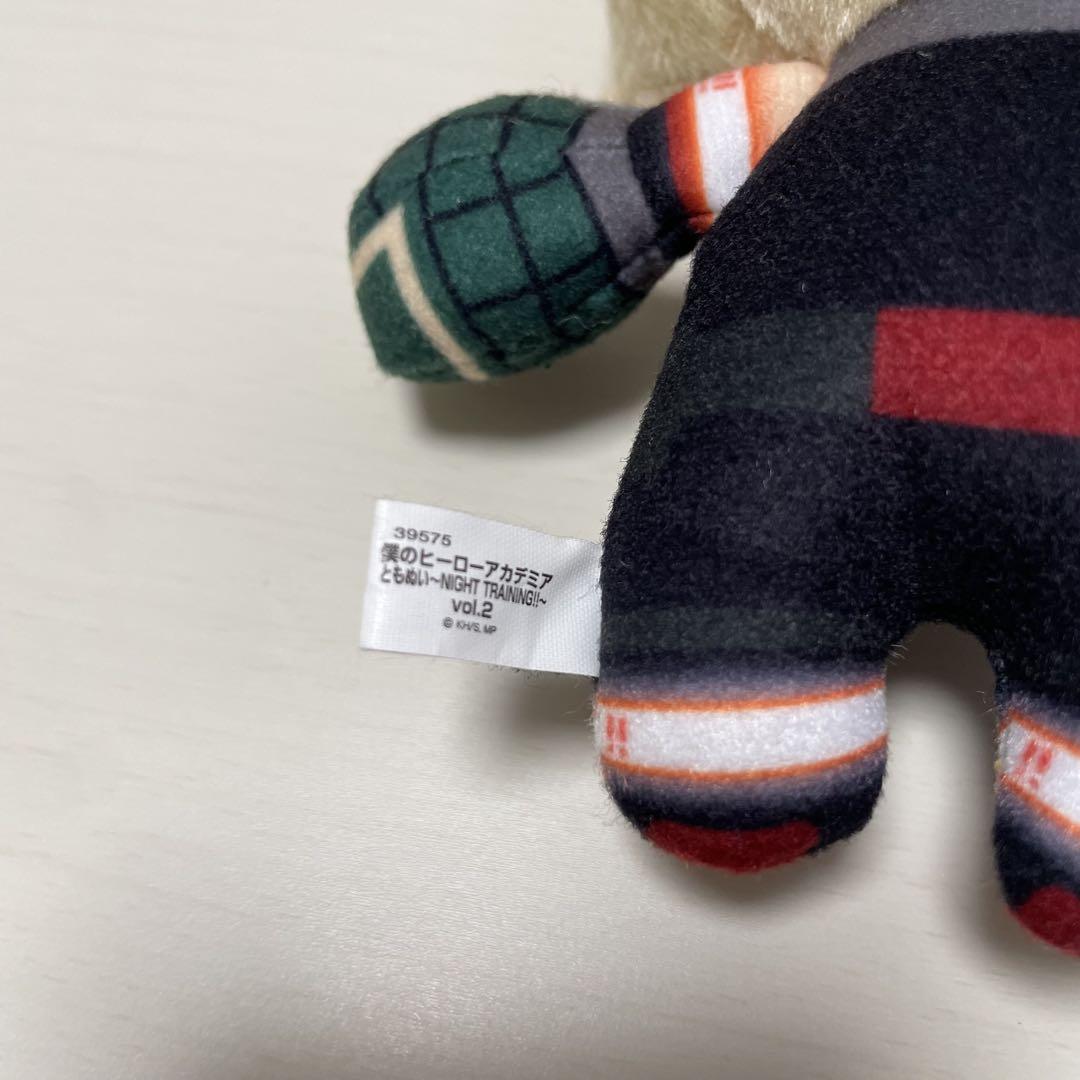 39575
僕のヒーローアカデミア
ともぬい～NIGHT TRAINING!!～
vol.2
© KH/S, MP
!!
!!
!!